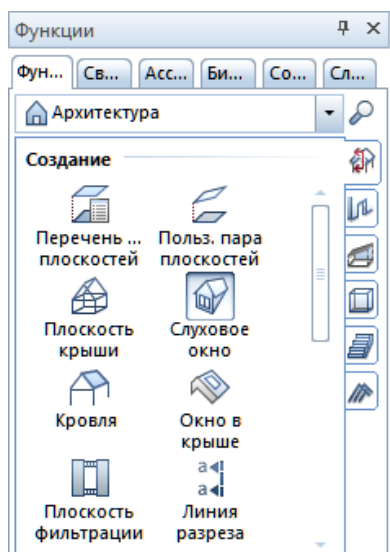 Функции
Фун... Св... Асс... Би... Со... Сл...
Архитектура
Создание
Перечень ... Польз. пара
плоскостей плоскостей
Плоскость Слуховое
крыши окно
Кровля Окно в
крыше
a
a
Плоскость Линия
фильтрации разреза